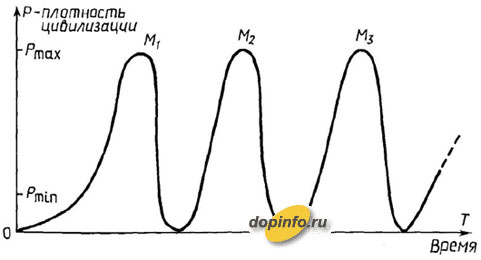 P-плотность
цивилизации
Pmax
M1
M2
M3
Pmin
0
T
Время
dopinfo.ru